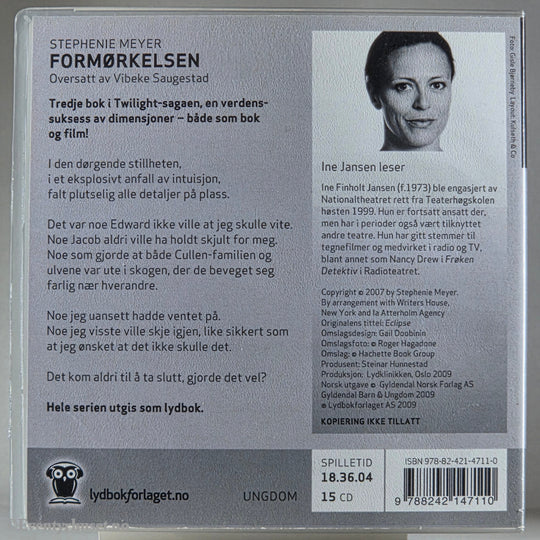 STEPHENIE MEYER
FORMØRKELSEN
Oversatt av Vibeke Saugestad
Tredje bok i Twilight-sagaen, en verdens-
suksess av dimensjoner – både som bok
og film!
I den dørgende stillheten,
i et eksplosivt anfall av intuisjon,
falt plutselig alle detaljer på plass.
Det var noe Edward ikke ville at jeg skulle vite.
Noe Jacob aldri ville ha holdt skjult for meg.
Noe som gjorde at både Cullen-familien og
ulvene var ute i skogen, der de beveget seg
farlig nær hverandre.
Noe jeg uansett hadde ventet på.
Noe jeg visste ville skje igjen, like sikkert som
at jeg ønsket at det ikke skulle det.
Det kom aldri til å ta slutt, gjorde det vel?
Hele serien utgis som lydbok.
Foto: Gisle Bjørneby. Layout: Kulseth & Co
Ine Jansen leser
Ine Finholt Jansen (f.1973) ble engasjert av
Nationaltheatret rett fra Teaterhøgskolen
høsten 1999. Hun er fortsatt ansatt der,
men har i perioder også vært tilknyttet
andre teatre. Hun har gitt stemmer til
tegnefilmer og medvirket i radio og TV,
blant annet som Nancy Drew i Frøken
Detektiv i Radioteatret.
Copyright © 2007 by Stephenie Meyer.
By arrangement with Writers House,
New York and Ia Atterholm Agency
Originalens tittel: Eclipse
Omslagsdesign: Gail Doobinin
Omslagsfoto: © Roger Hagadone
Omslag: © Hachette Book Group
Produsent: Steinar Hunnestad
Produksjon: Lydklinikken, Oslo 2009
Norsk utgave © Gyldendal Norsk Forlag AS
Gyldendal Barn & Ungdom 2009
© Lydbokforlaget AS 2009
KOPIERING IKKE TILLATT
lydbokforlaget.no
UNGDOM
SPILLETID
18.36.04
15 CD
ISBN 978-82-421-4711-0
9 788242 147110